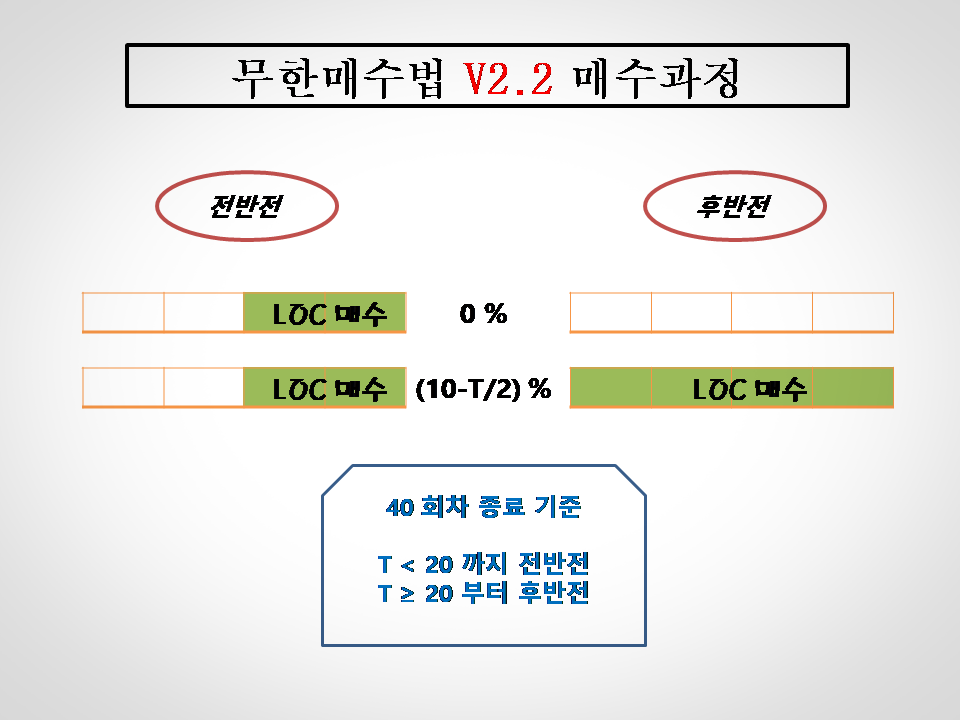 무한매수법 V2.2 매수과정
전반전
후반전
LOC 매수
0 %
LOC 매수
(10-T/2) %
LOC 매수
40 회차 종료 기준
T < 20 까지 전반전
T ≥ 20 부터 후반전